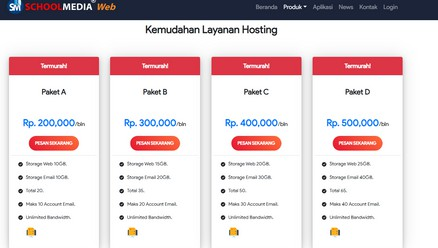 SM SCHOOLMEDIA Web
Beranda Produk Aplikasi News Kontak Login
Kemudahan Layanan Hosting
Termurah!
Paket A
Rp. 200,000/bln
PESAN SEKARANG
Storage Web 10GB.
Storage Email 10GB.
Total 20.
Maks 10 Account Email.
Unlimited Bandwidth.
Termurah!
Paket B
Rp. 300,000/bln
PESAN SEKARANG
Storage Web 15GB.
Storage Email 20GB.
Total 35.
Maks 20 Account Email.
Unlimited Bandwidth.
Termurah!
Paket C
Rp. 400,000/bln
PESAN SEKARANG
Storage Web 20GB.
Storage Email 30GB.
Total 50.
Maks 30 Account Email.
Unlimited Bandwidth.
Termurah!
Paket D
Rp. 500,000/bln
PESAN SEKARANG
Storage Web 25GB.
Storage Email 40GB.
Total 65.
Maks 40 Account Email.
Unlimited Bandwidth.